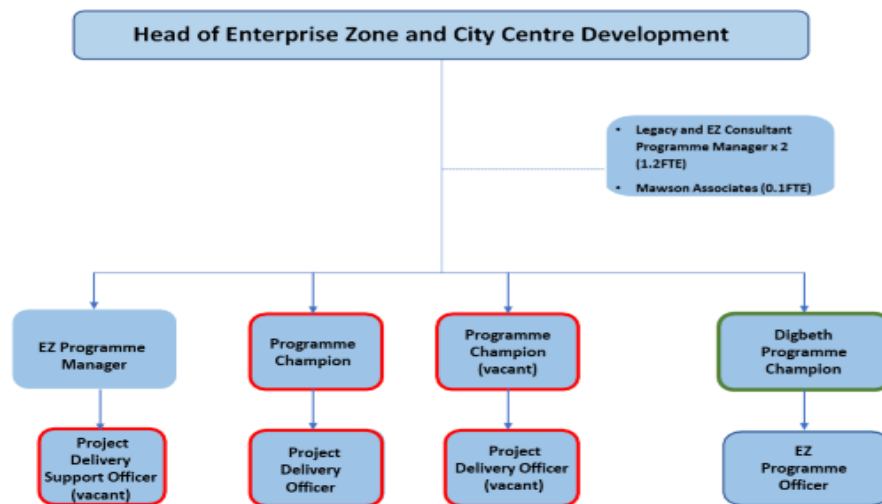 Head of Enterprise Zone and City Centre Development
• Legacy and EZ Consultant
Programme Manager x 2
(1.2FTE)
• Mawson Associates (0.1FTE)
EZ Programme
Manager
Programme
Champion
Programme
Champion
(vacant)
Digbeth
Programme
Champion
Project
Delivery
Support Officer
(vacant)
Project
Delivery
Officer
Project
Delivery Officer
(vacant)
EZ
Programme
Officer